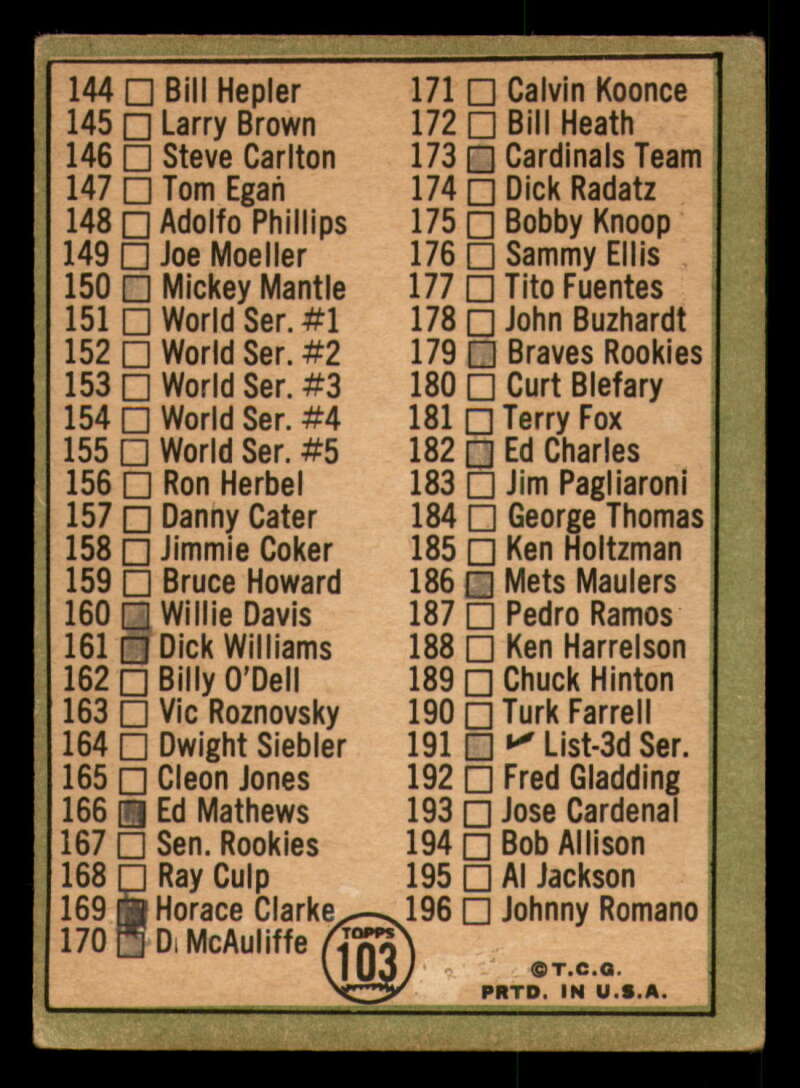 144 Bill Hepler
145 Larry Brown
146 Steve Carlton
147 Tom Egan
148 Adolfo Phillips
149 Joe Moeller
150 Mickey Mantle
151 World Ser. #1
152 World Ser. #2
153 World Ser. #3
154 World Ser. #4
155 World Ser. #5
156 Ron Herbel
157 Danny Cater
158 Jimmie Coker
159 Bruce Howard
160 Willie Davis
161 Dick Williams
162 Billy O'Dell
163 Vic Roznovsky
164 Dwight Siebler
165 Cleon Jones
166 Ed Mathews
167 Sen. Rookies
168 Ray Culp
169 Horace Clarke
170 D. McAuliffe
171 Calvin Koonce
172 Bill Heath
173 Cardinals Team
174 Dick Radatz
175 Bobby Knoop
176 Sammy Ellis
177 Tito Fuentes
178 John Buzhardt
179 Braves Rookies
180 Curt Blefary
181 Terry Fox
182 Ed Charles
183 Jim Pagliaroni
184 George Thomas
185 Ken Holtzman
186 Mets Maulers
187 Pedro Ramos
188 Ken Harrelson
189 Chuck Hinton
190 Turk Farrell
191 ✔ List-3d Ser.
192 Fred Gladding
193 Jose Cardenal
194 Bob Allison
195 Al Jackson
196 Johnny Romano
TOPPS
103
©T.C.G.
PRTD. IN U.S.A.